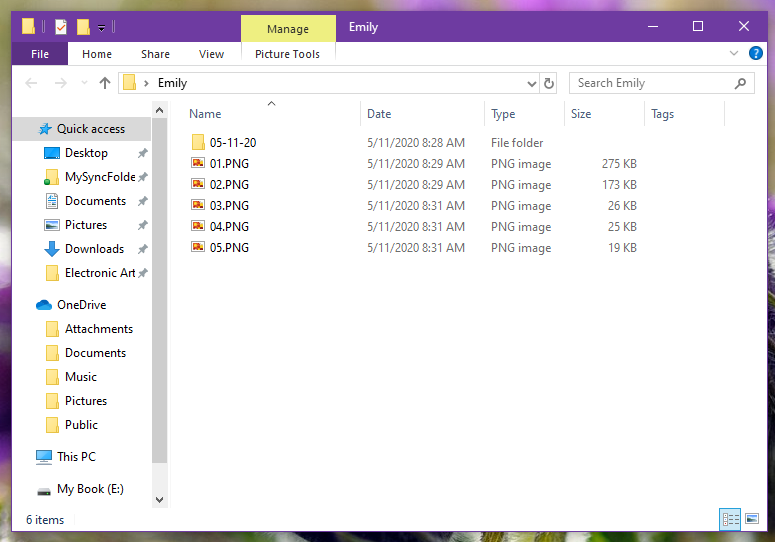 Manage
Emily
File
Home
Share
View
Picture Tools
Emily
Search Emily
Name
Date
Type
Size
Tags
Quick access
Desktop
MySyncFolde
Documents
Pictures
Downloads
Electronic Art
OneDrive
Attachments
Documents
Music
Pictures
Public
This PC
My Book (E:)
05-11-20 5/11/2020 8:28 AM File folder
01.PNG 5/11/2020 8:29 AM PNG image 275 KB
02.PNG 5/11/2020 8:29 AM PNG image 173 KB
03.PNG 5/11/2020 8:31 AM PNG image 26 KB
04.PNG 5/11/2020 8:31 AM PNG image 25 KB
05.PNG 5/11/2020 8:31 AM PNG image 19 KB
6 items